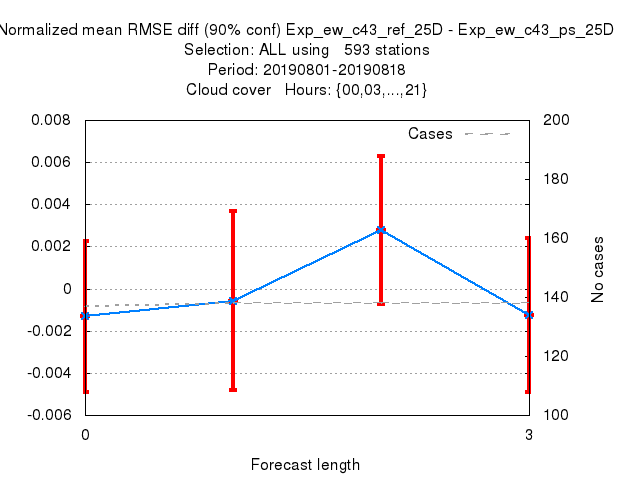 Normalized mean RMSE diff (90% conf) Exp_ew_c43_ref_25D - Exp_ew_c43_ps_25D
Selection: ALL using 593 stations
Period: 20190801-20190818
Cloud cover Hours: {00,03,...,21}
Cases
0.008
0.006
0.004
0.002
0
-0.002
-0.004
-0.006
200
180
160
140
120
100
No cases
0
3
Forecast length